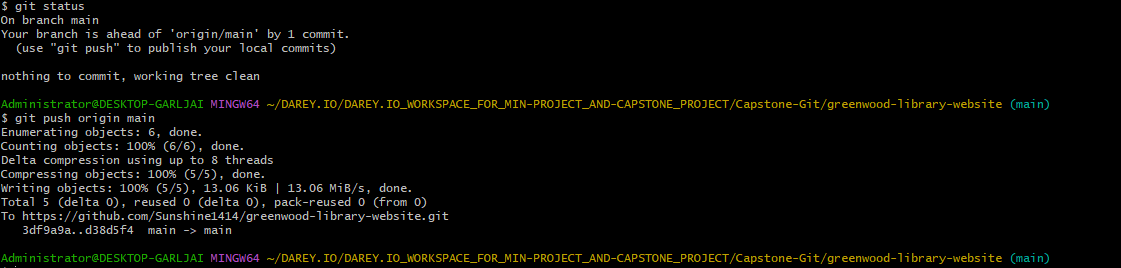 $ git status
On branch main
Your branch is ahead of 'origin/main' by 1 commit.
  (use "git push" to publish your local commits)
nothing to commit, working tree clean
Administrator@DESKTOP-GARLJAI MINGW64 ~/DAREY.IO/DAREY.IO_WORKSPACE_FOR_MIN-PROJECT_AND-CAPSTONE_PROJECT/Capstone-Git/greenwood-library-website (main)
$ git push origin main
Enumerating objects: 6, done.
Counting objects: 100% (6/6), done.
Delta compression using up to 8 threads
Compressing objects: 100% (5/5), done.
Writing objects: 100% (5/5), 13.06 KiB | 13.06 MiB/s, done.
Total 5 (delta 0), reused 0 (delta 0), pack-reused 0 (from 0)
To https://github.com/Sunshine1414/greenwood-library-website.git
   3df9a9a..d38d5f4  main -> main
Administrator@DESKTOP-GARLJAI MINGW64 ~/DAREY.IO/DAREY.IO_WORKSPACE_FOR_MIN-PROJECT_AND-CAPSTONE_PROJECT/Capstone-Git/greenwood-library-website (main)